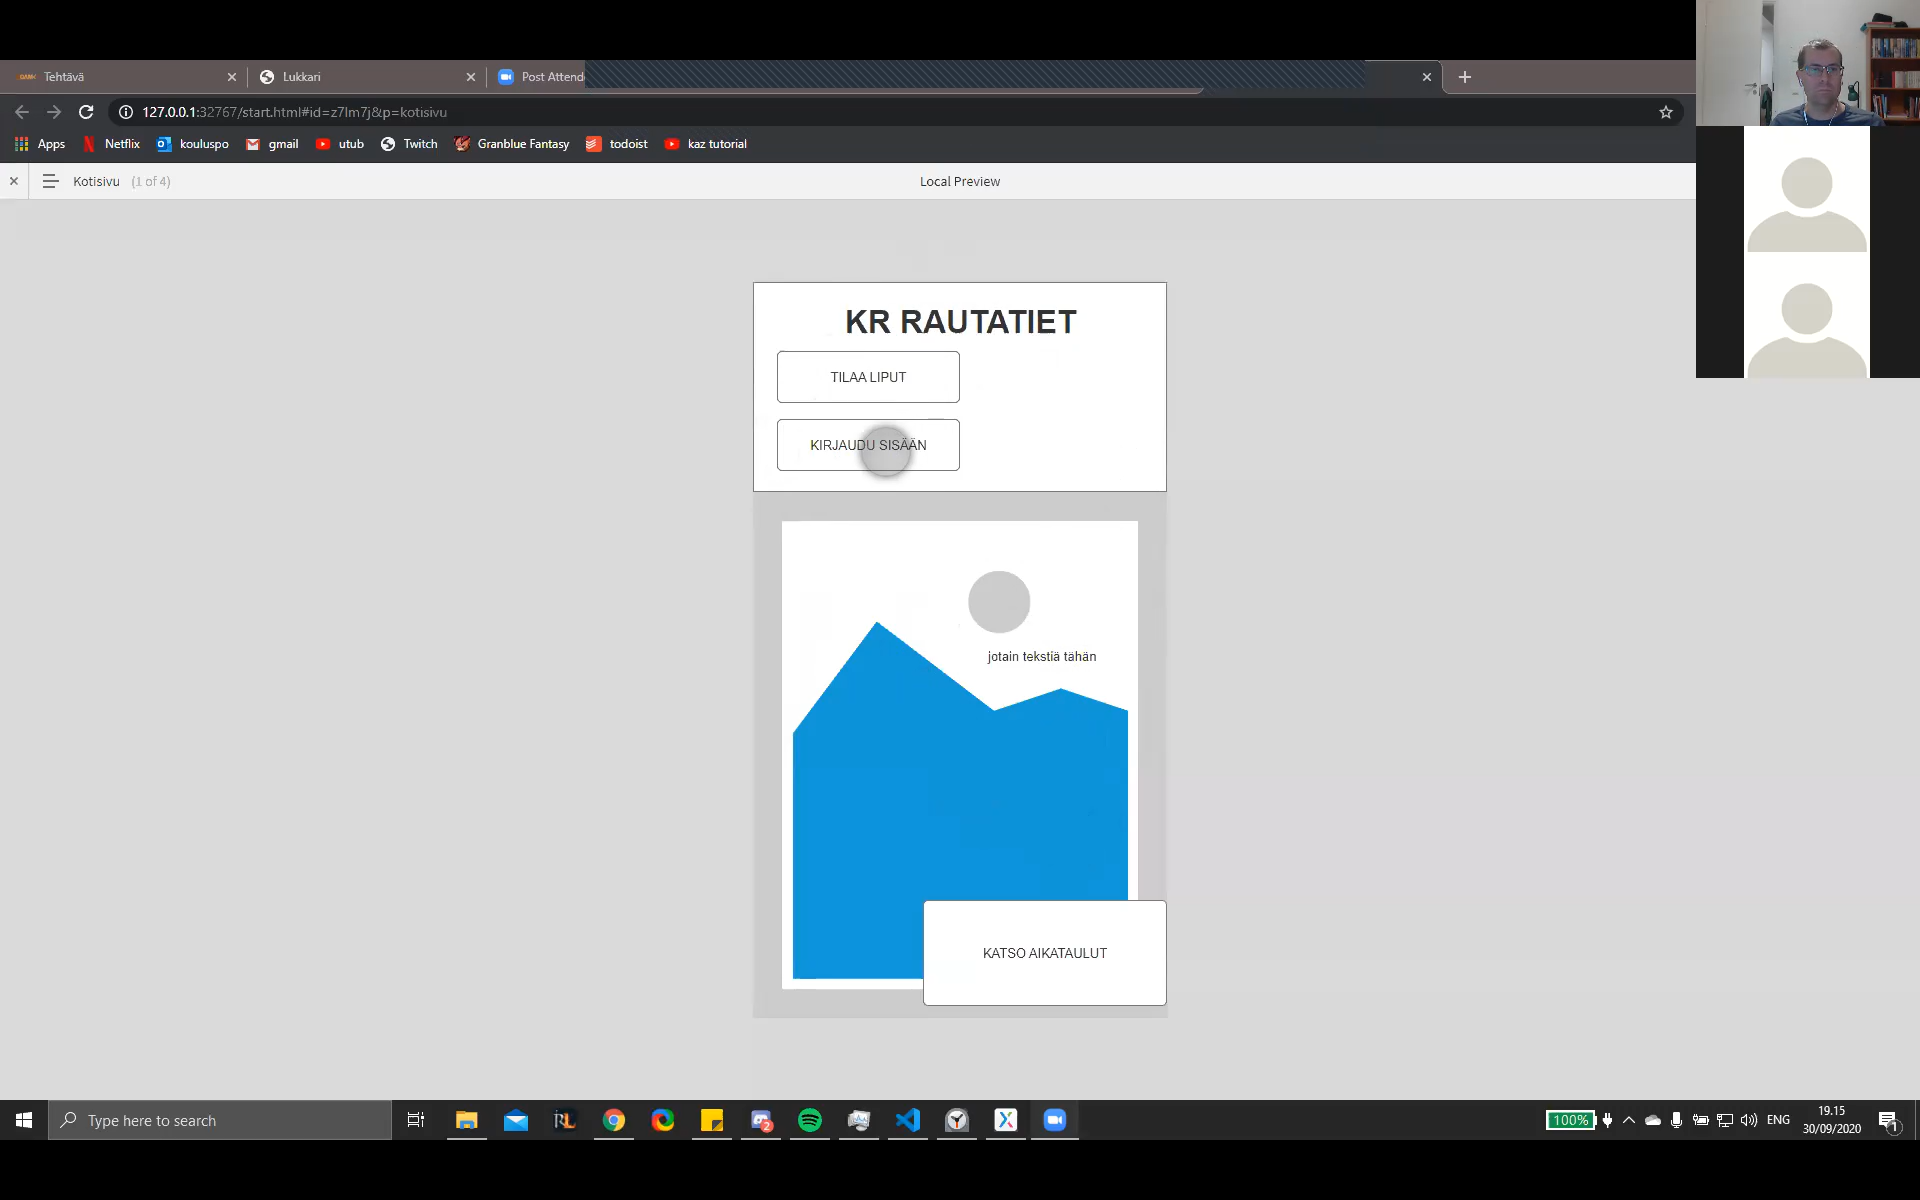 Tehtävä
Lukkari
Post Attend
127.0.0.1:32767/start.html#id=z7lm7j&p=kotisivu
Apps Netflix kouluspo gmail utub Twitch Granblue Fantasy todoist kaz tutorial
Kotisivu (1 of 4)
Local Preview
KR RAUTATIET
TILAA LIPUT
KIRJAUDU SISÄÄN
jotain tekstiä tähän
KATSO AIKATAULUT
Type here to search
100%
ENG
19.15
30/09/2020